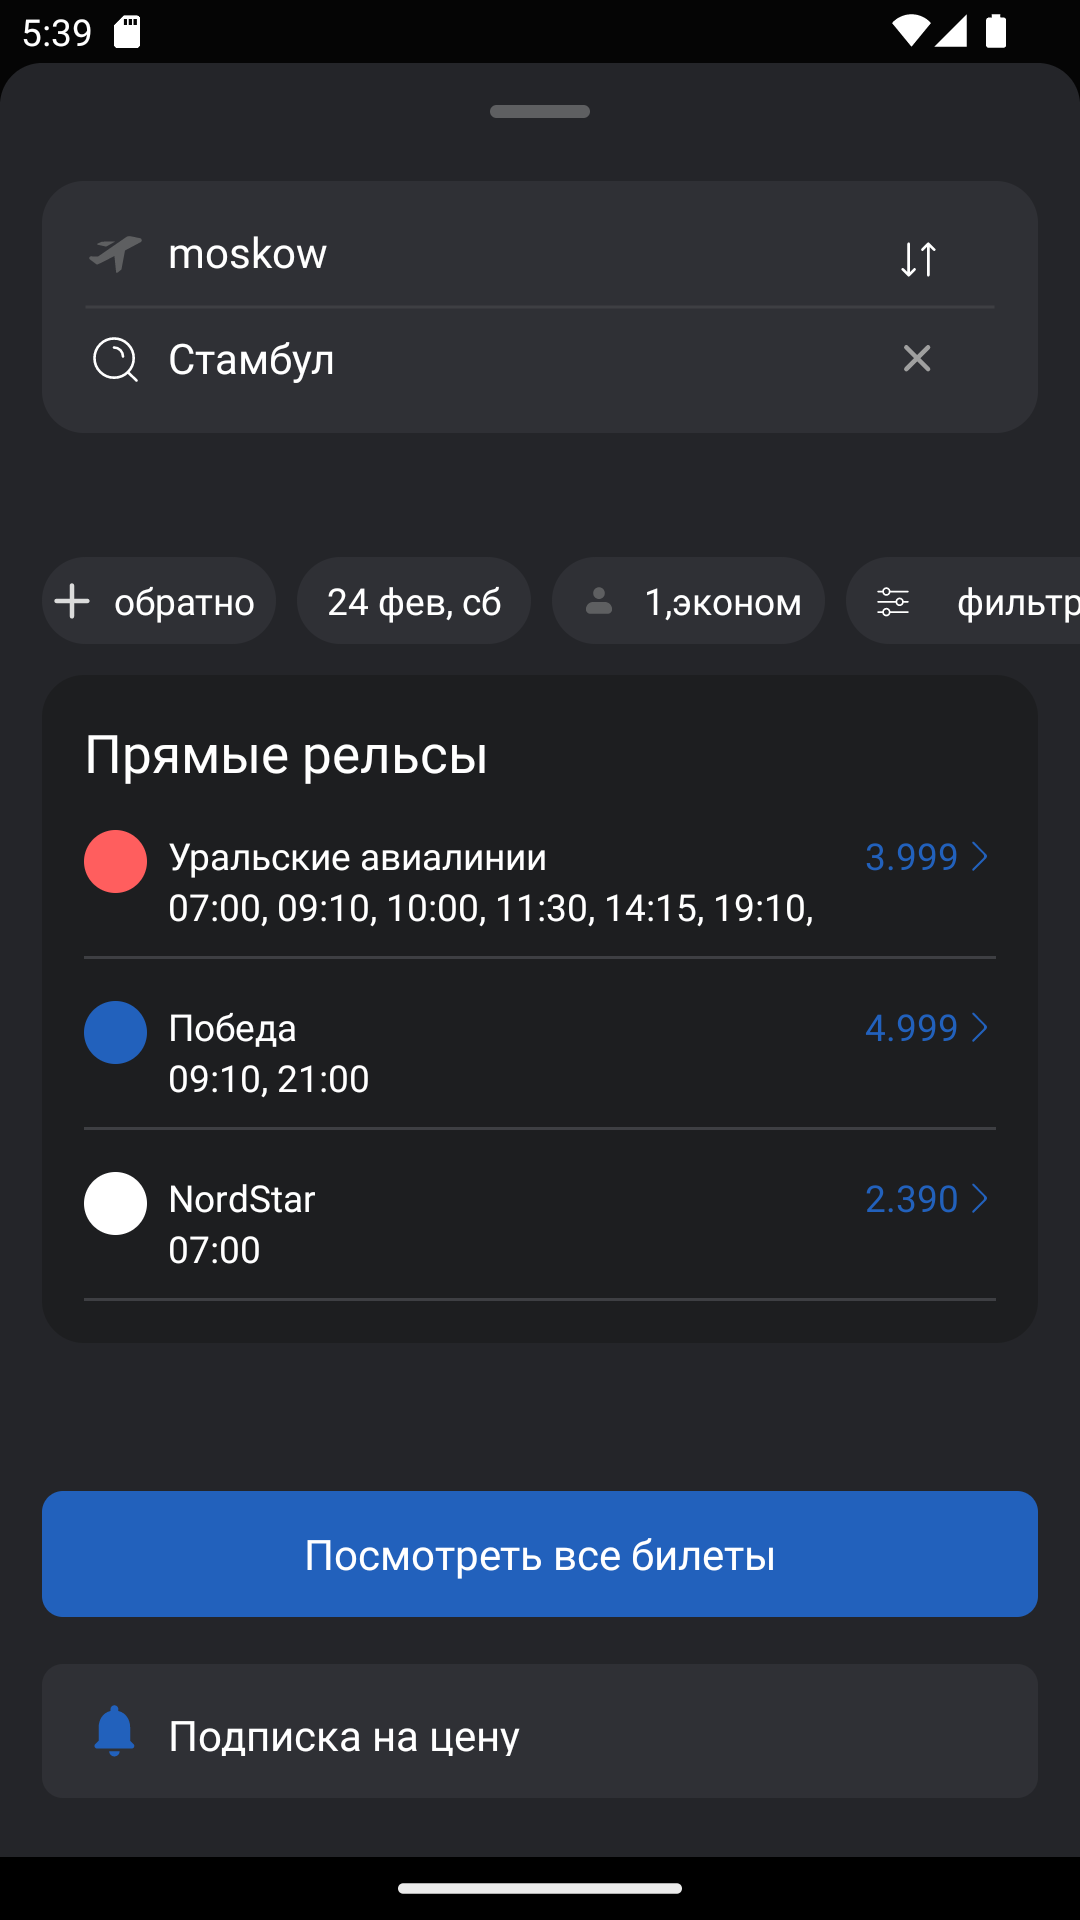 5:39
moskow
Стамбул
обратно
24 фев, сб
1,эконом
фильтр
Прямые рельсы
Уральские авиалинии
3.999
07:00, 09:10, 10:00, 11:30, 14:15, 19:10,
Победа
4.999
09:10, 21:00
NordStar
2.390
07:00
Посмотреть все билеты
Подписка на цену